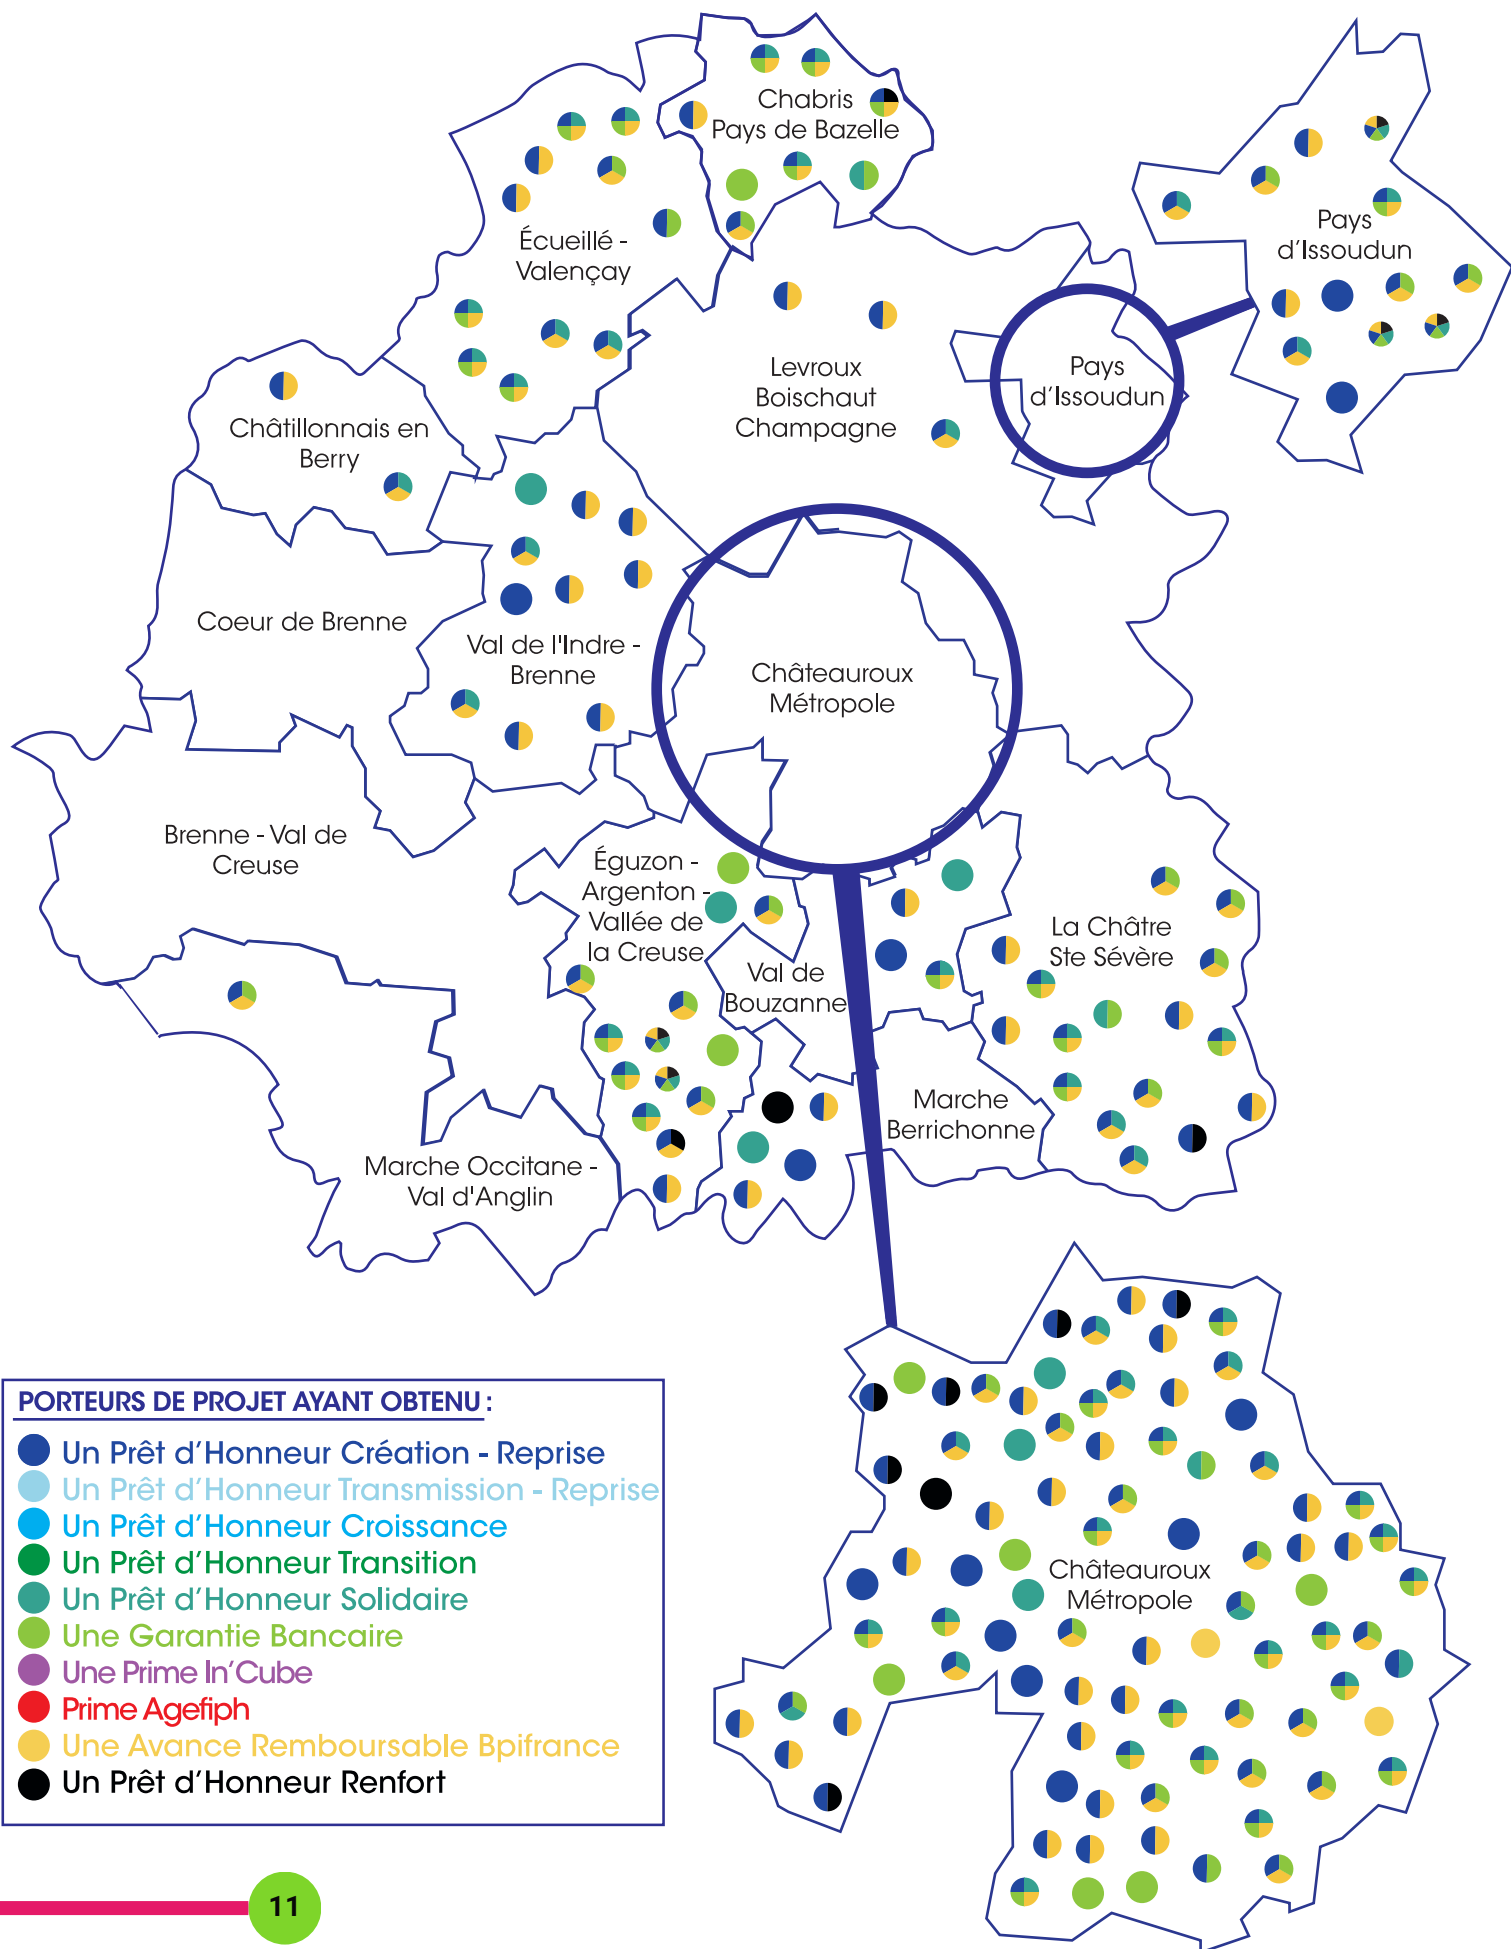 Chabris
Pays de Bazelle
Pays
d'Issoudun
Écueillé -
Valençay
Levroux
Boischaut
Champagne
Pays
d'Issoudun
Châtillonnais en
Berry
Coeur de Brenne
Val de l'Indre -
Brenne
Châteauroux
Métropole
Brenne - Val de
Creuse
Éguzon -
Argenton -
Vallée de
la Creuse
La Châtre
Ste Sévère
Val de
Bouzanne
Marche
Berrichonne
Marche Occitane -
Val d'Anglin
Châteauroux
Métropole
PORTEURS DE PROJET AYANT OBTENU :
Un Prêt d'Honneur Création - Reprise
Un Prêt d'Honneur Transmission - Reprise
Un Prêt d'Honneur Croissance
Un Prêt d'Honneur Transition
Un Prêt d'Honneur Solidaire
Une Garantie Bancaire
Une Prime In'Cube
Prime Agefiph
Une Avance Remboursable Bpifrance
Un Prêt d'Honneur Renfort
11